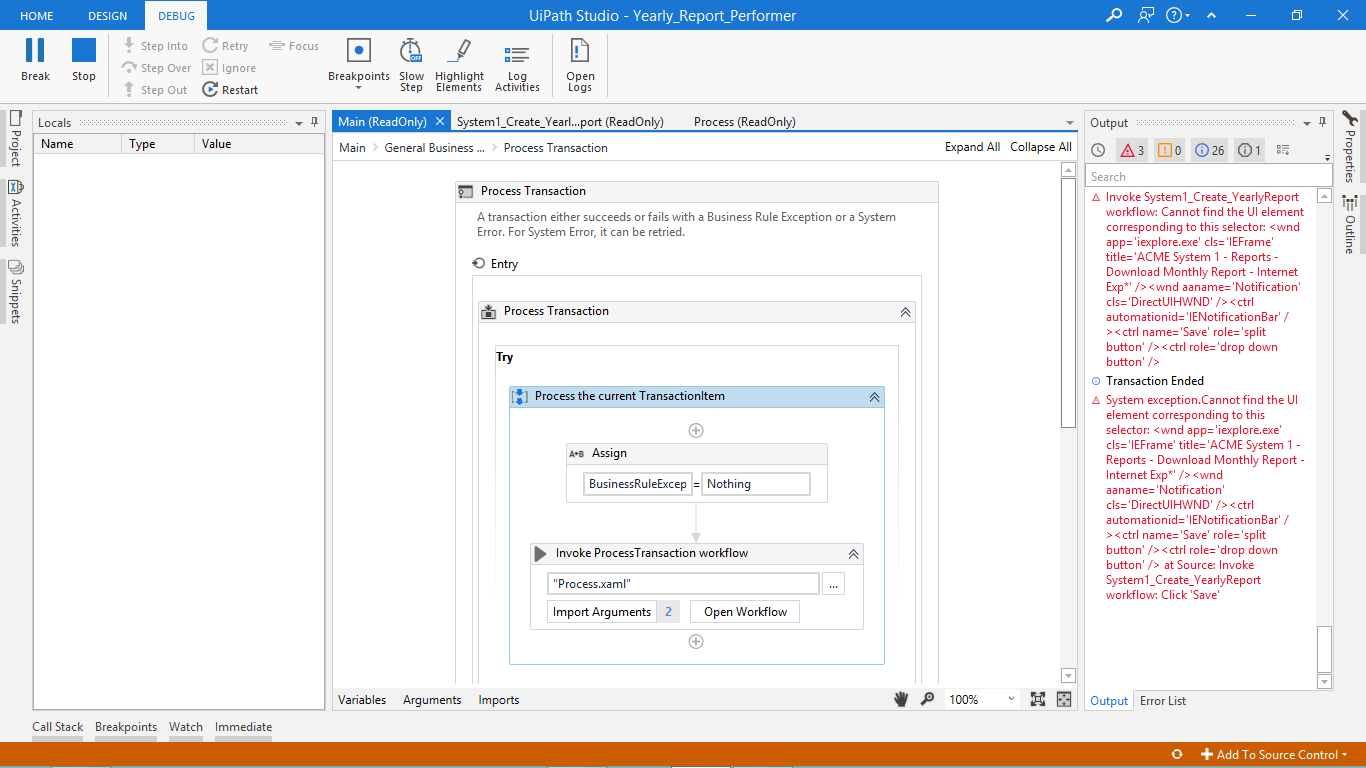 HOME DESIGN DEBUG UiPath Studio - Yearly_Report_Performer
Break
Stop
Step Into
Step Over
Step Out
Retry
Ignore
Restart
Focus
Breakpoints
Slow
Step
Highlight
Elements
Log
Activities
Open
Logs
Project
Activities
Snippets
Locals
Name Type Value
Main (ReadOnly) System1_Create_Yearl...port (ReadOnly) Process (ReadOnly)
Main General Business ... Process Transaction Expand All Collapse All
Process Transaction
A transaction either succeeds or fails with a Business Rule Exception or a System
Error. For System Error, it can be retried.
Entry
Process Transaction
Try
Process the current TransactionItem
A+B Assign
BusinessRuleExcep = Nothing
Invoke ProcessTransaction workflow
"Process.xaml" ...
Import Arguments 2 Open Workflow
Variables Arguments Imports 100%
Output
3 0 26 1
Search
Invoke System1_Create_YearlyReport
workflow: Cannot find the UI element
corresponding to this selector: <wnd
app='iexplore.exe' cls='IEFrame'
title='ACME System 1 - Reports -
Download Monthly Report - Internet
Exp*' /><wnd aaname='Notification'
cls='DirectUIHWND' /><ctrl
automationid='IENotificationBar' /
><ctrl name='Save' role='split
button' /><ctrl role='drop down
button' />
Transaction Ended
System exception.Cannot find the UI
element corresponding to this
selector: <wnd app='iexplore.exe'
cls='IEFrame' title='ACME System 1 -
Reports - Download Monthly Report -
Internet Exp*' /><wnd
aaname='Notification'
cls='DirectUIHWND' /><ctrl
automationid='IENotificationBar' /
><ctrl name='Save' role='split
button' /><ctrl role='drop down
button' /> at Source: Invoke
System1_Create_YearlyReport
workflow: Click 'Save'
Output Error List
Properties
Outline
Call Stack Breakpoints Watch Immediate
Add To Source Control